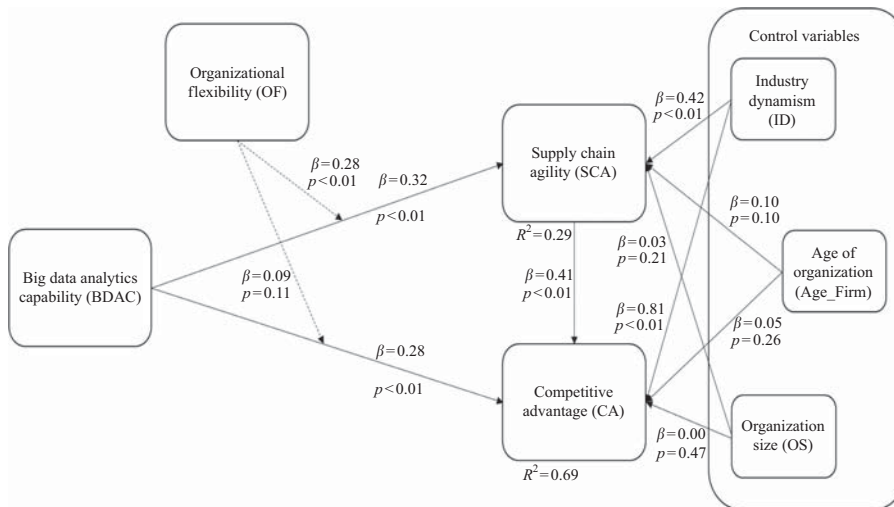 Control variables
Organizational
flexibility (OF)
Industry
dynamism
(ID)
β=0.42
p<0.01
Supply chain
agility (SCA)
β=0.28
p<0.01
β=0.32
p<0.01
β=0.10
p=0.10
R²=0.29
β=0.03
p=0.21
Age of
organization
(Age_Firm)
Big data analytics
capability (BDAC)
β=0.09
p=0.11
β=0.41
p<0.01
β=0.81
p<0.01
β=0.05
p=0.26
β=0.28
p<0.01
Competitive
advantage (CA)
β=0.00
p=0.47
Organization
size (OS)
R²=0.69